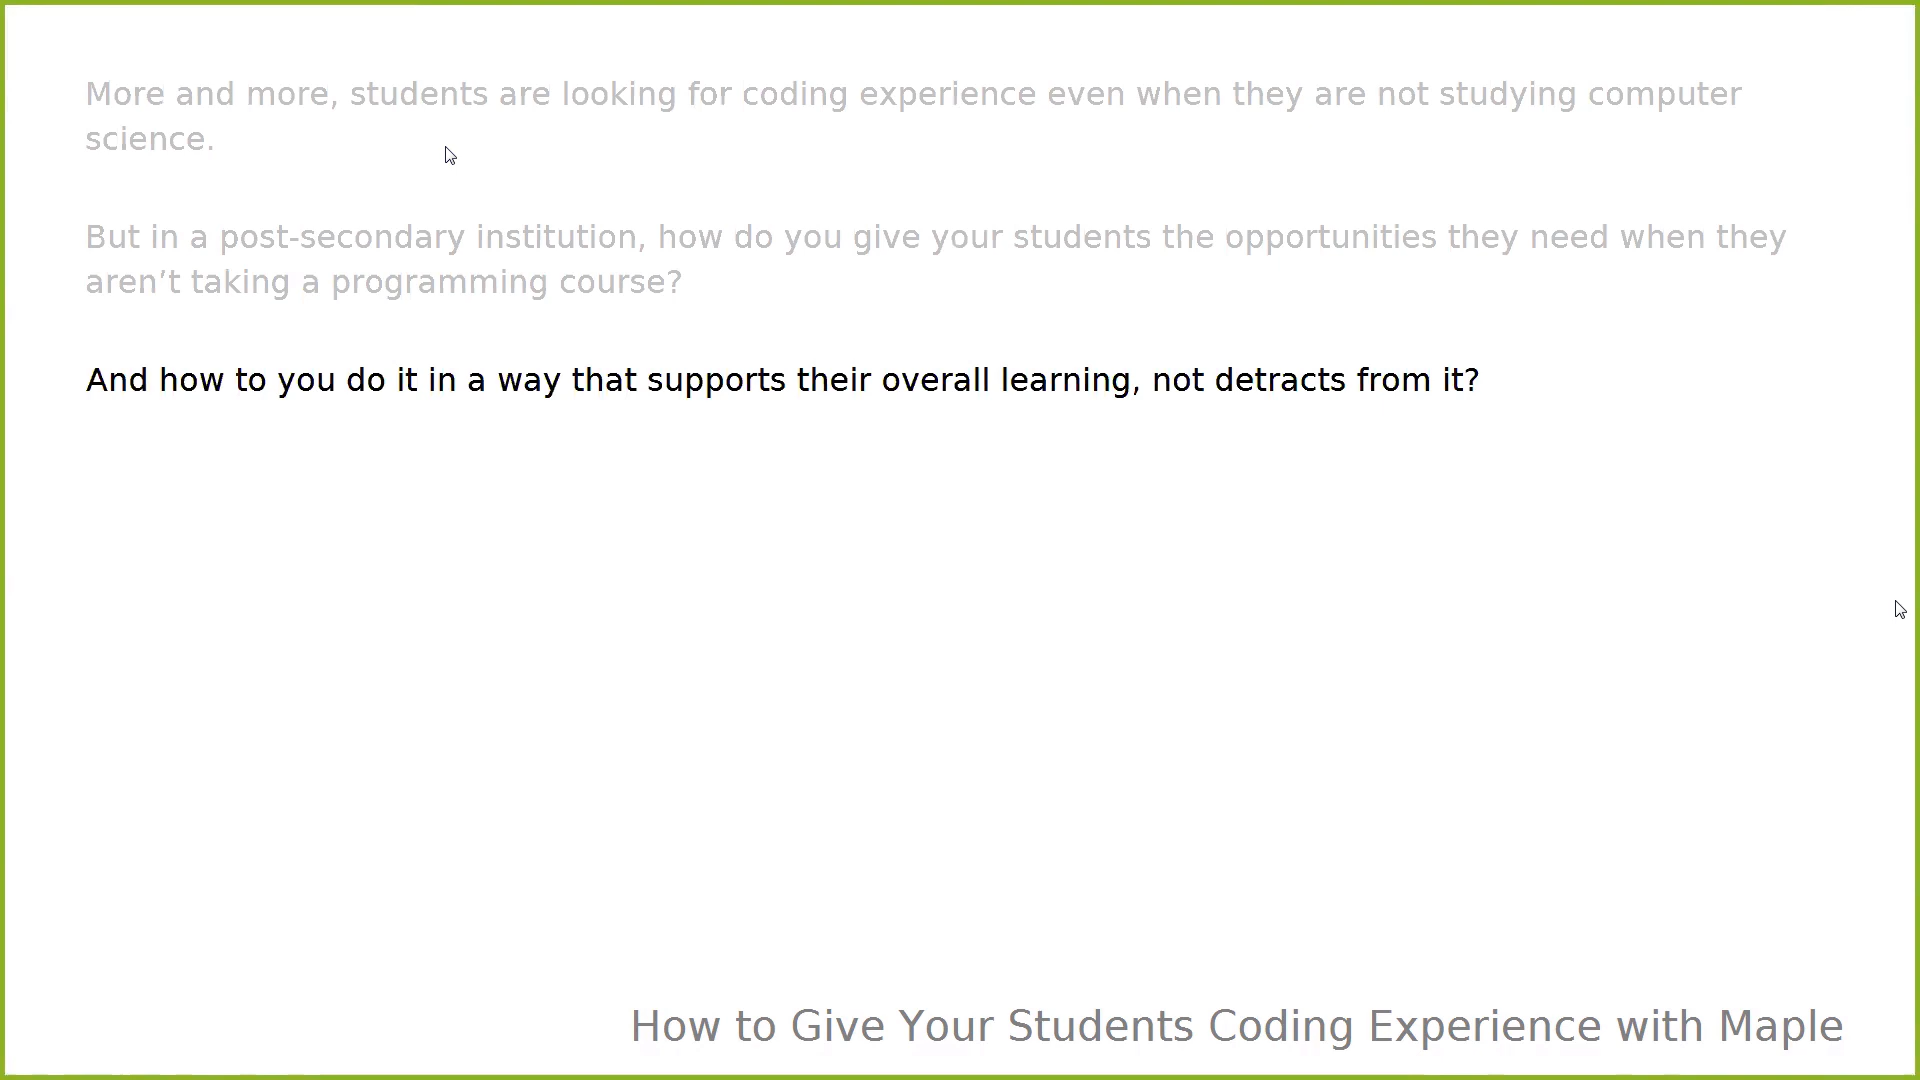 More and more, students are looking for coding experience even when they are not studying computer
science.
But in a post-secondary institution, how do you give your students the opportunities they need when they
aren’t taking a programming course?
And how to you do it in a way that supports their overall learning, not detracts from it?
How to Give Your Students Coding Experience with Maple